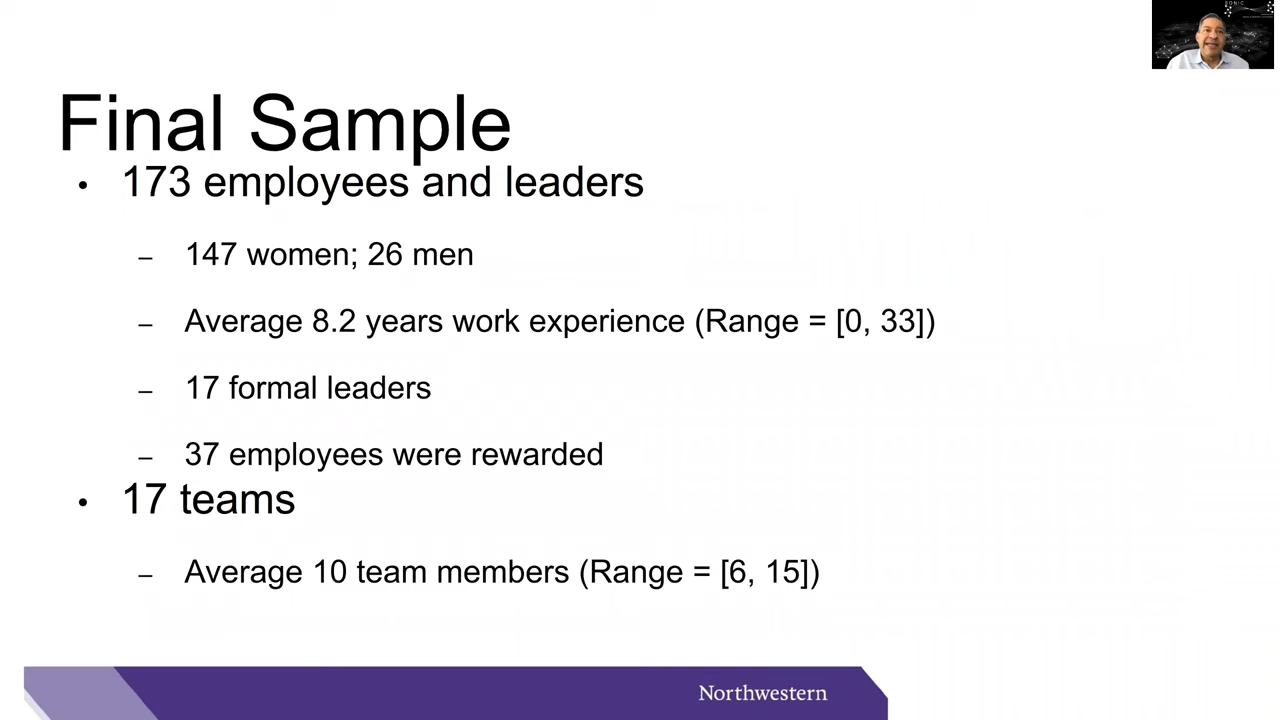 SONIC
Final Sample
• 173 employees and leaders
– 147 women; 26 men
– Average 8.2 years work experience (Range = [0, 33])
– 17 formal leaders
– 37 employees were rewarded
• 17 teams
– Average 10 team members (Range = [6, 15])
Northwestern